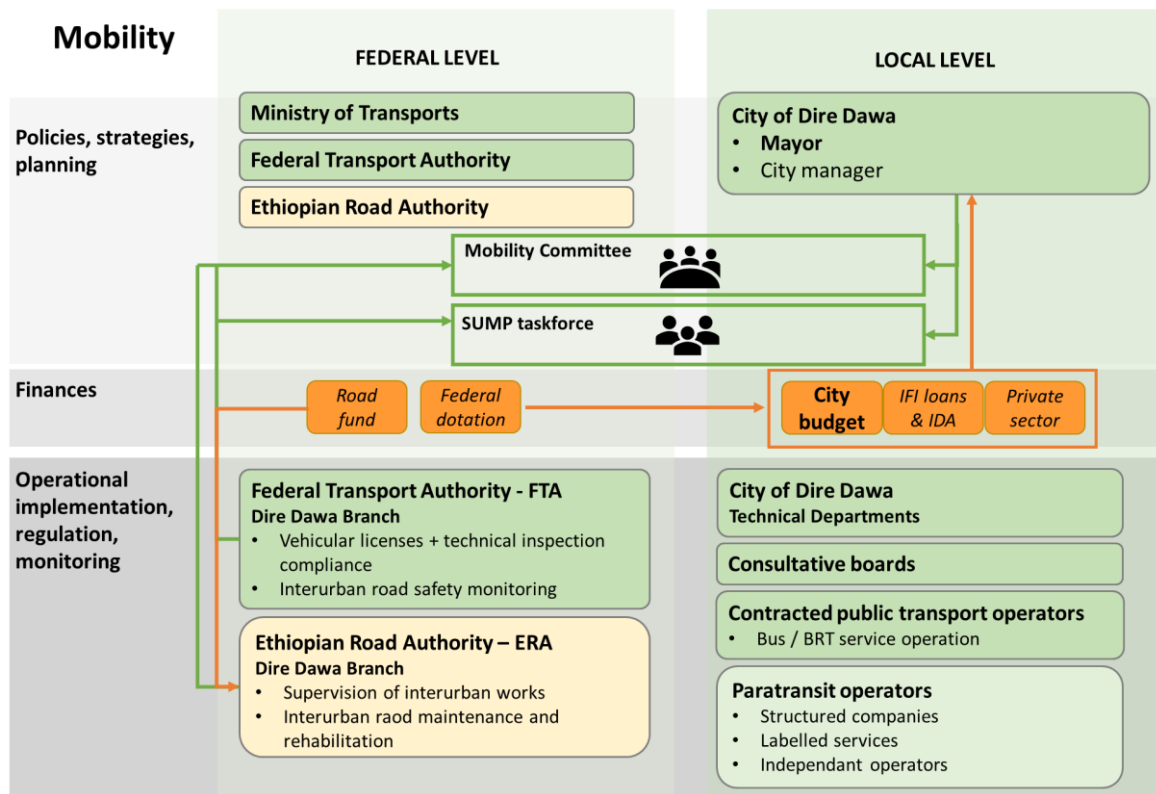 Mobility
FEDERAL LEVEL
LOCAL LEVEL
Policies, strategies,
planning
Ministry of Transports
Federal Transport Authority
Ethiopian Road Authority
City of Dire Dawa
• Mayor
• City manager
Mobility Committee
SUMP taskforce
Finances
Road
fund
Federal
dotation
City
budget
IFI loans
& IDA
Private
sector
Operational
implementation,
regulation,
monitoring
Federal Transport Authority - FTA
Dire Dawa Branch
• Vehicular licenses + technical inspection
compliance
• Interurban road safety monitoring
Ethiopian Road Authority – ERA
Dire Dawa Branch
• Supervision of interurban works
• Interurban raod maintenance and
rehabilitation
City of Dire Dawa
Technical Departments
Consultative boards
Contracted public transport operators
• Bus / BRT service operation
Paratransit operators
• Structured companies
• Labelled services
• Independant operators